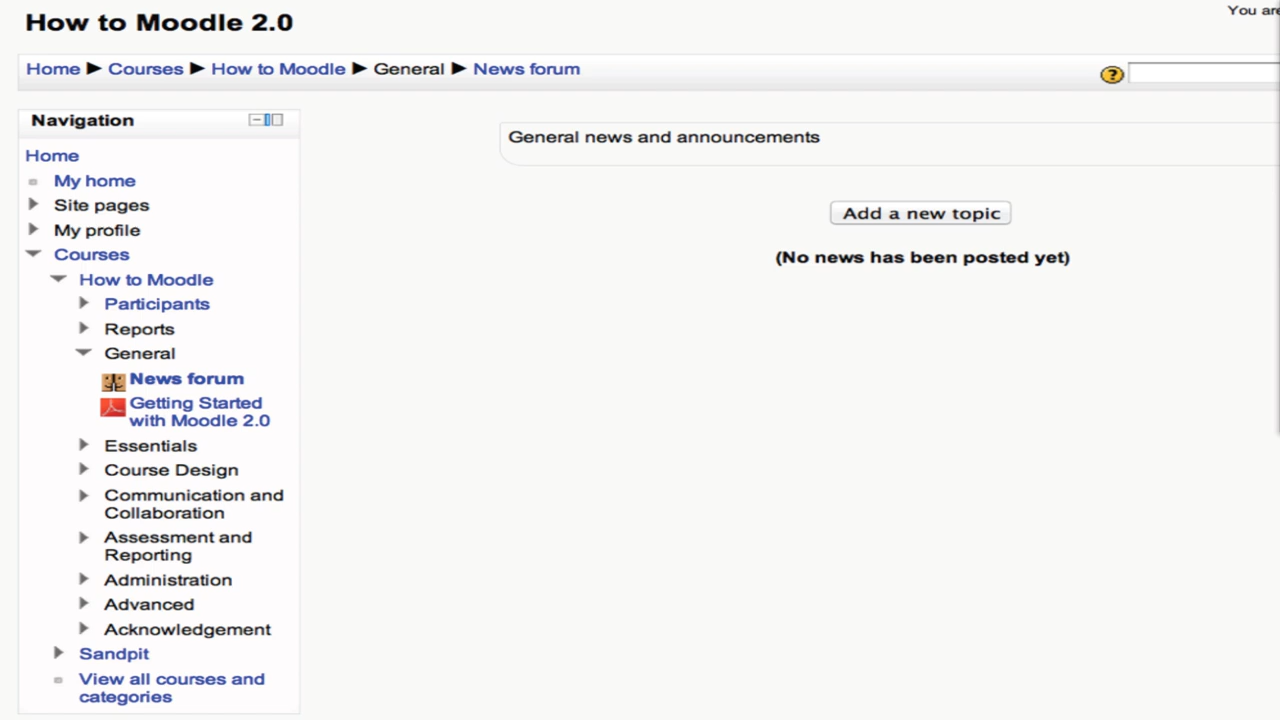 How to Moodle 2.0
You are
Home ► Courses ► How to Moodle ► General ► News forum
?
Navigation
Home
My home
Site pages
My profile
Courses
How to Moodle
Participants
Reports
General
News forum
Getting Started
with Moodle 2.0
Essentials
Course Design
Communication and
Collaboration
Assessment and
Reporting
Administration
Advanced
Acknowledgement
Sandpit
View all courses and
categories
General news and announcements
Add a new topic
(No news has been posted yet)